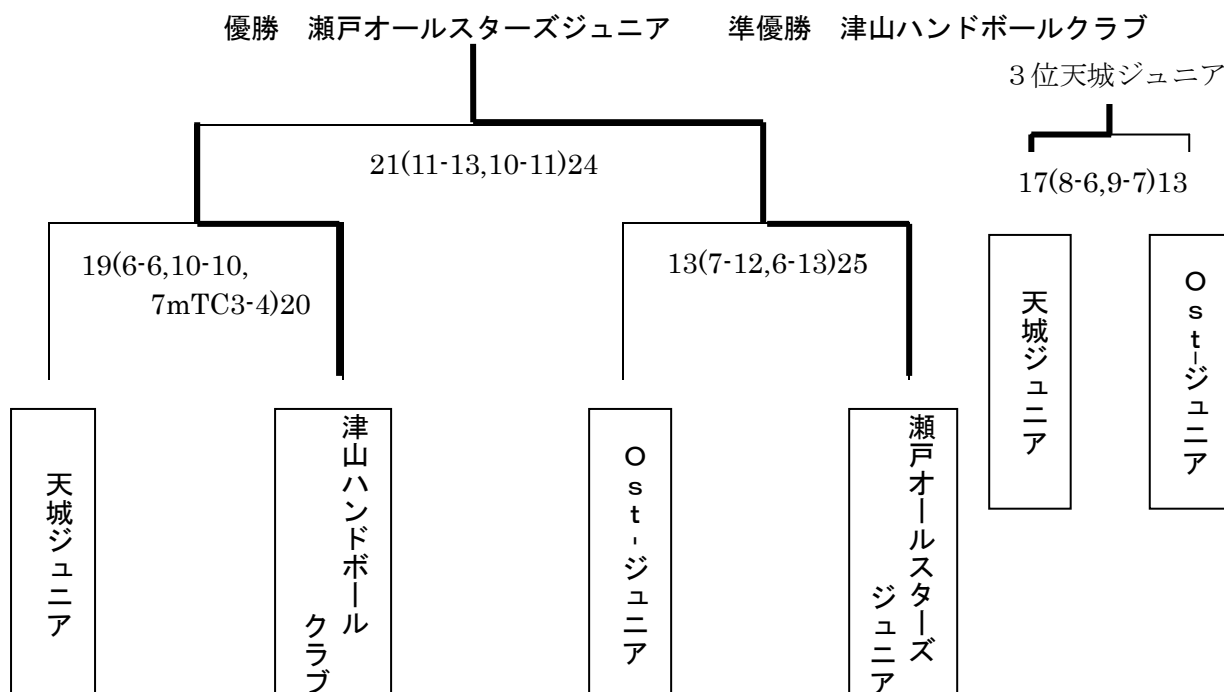 優勝　瀬戸オールスターズジュニア　　準優勝　津山ハンドボールクラブ
３位天城ジュニア
21(11-13,10-11)24
17(8-6,9-7)13
19(6-6,10-10,
7mTC3-4)20
13(7-12,6-13)25
天城ジュニア
Ｏｓｔ-ジュニア
天城ジュニア
津山ハンドボール
クラブ
Ｏｓｔ-ジュニア
瀬戸オールスターズ
ジュニア